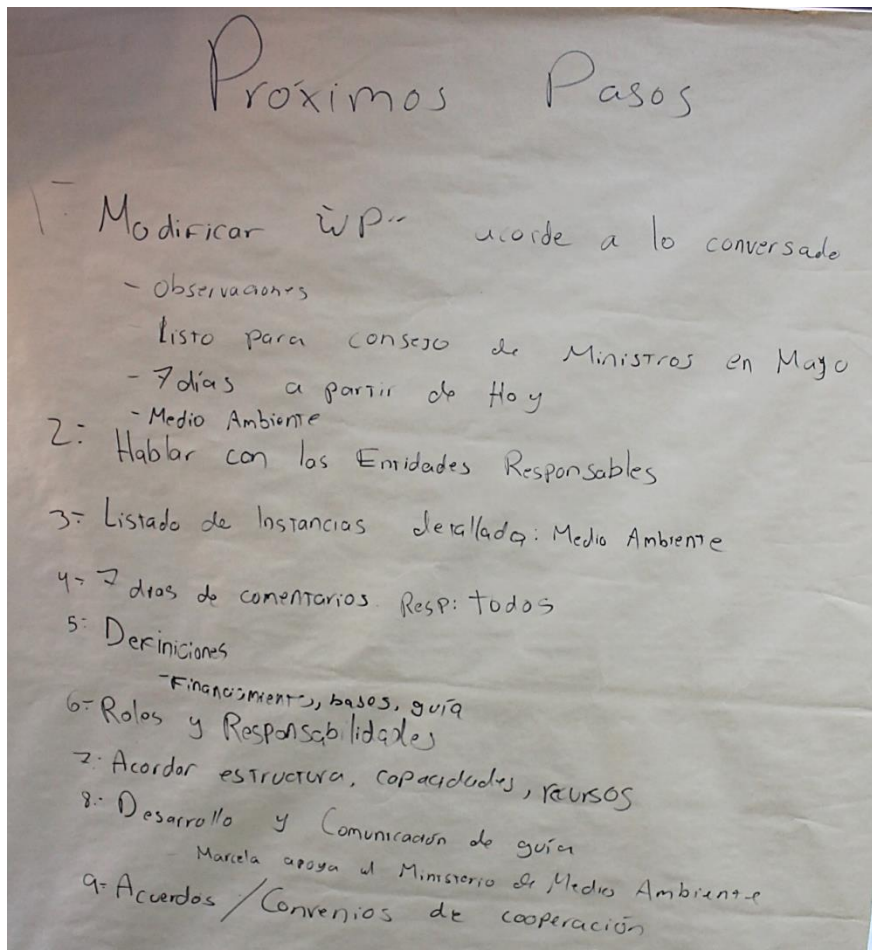 Próximos Pasos
1- Modificar "WP" acorde a lo conversado
- Observaciones
Listo para consejo de Ministros en Mayo
- 7 días a partir de Hoy
- Medio Ambiente
2- Hablar con las Entidades Responsables
3- Listado de Instancias detallada: Medio Ambiente
4- 7 dias de comentarios. Resp: todos
5- Definiciones
- Financiamiento, bases, guía
6- Roles y Responsabilidades
7- Acordar estructura, capacidades, recursos
8.- Desarrollo y Comunicación de guía
Marcela apoya al Ministerio de Medio Ambiente
9- Acuerdos / Convenios de cooperación